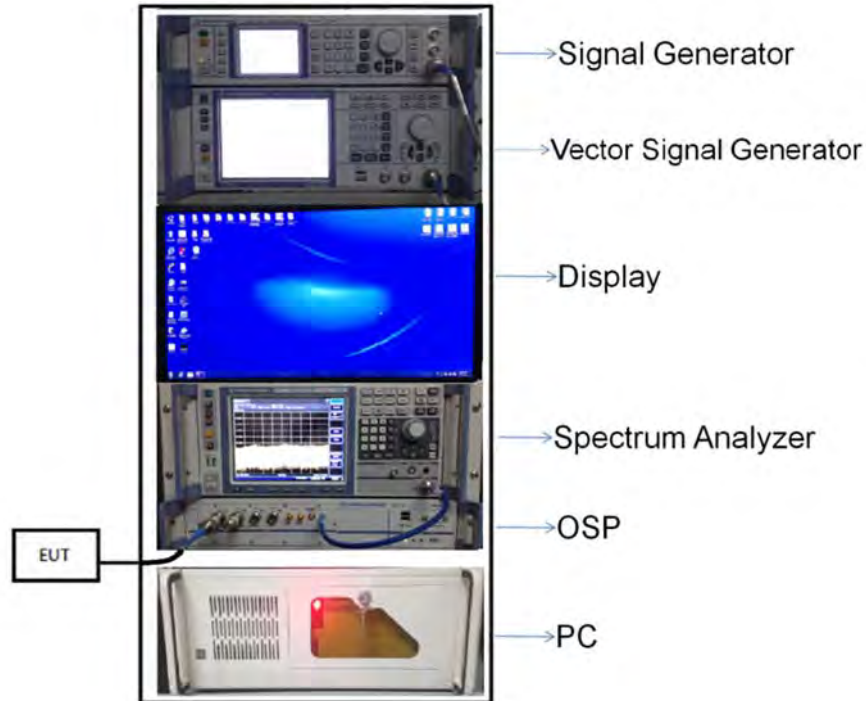 Signal Generator
Vector Signal Generator
Display
Spectrum Analyzer
OSP
EUT
PC